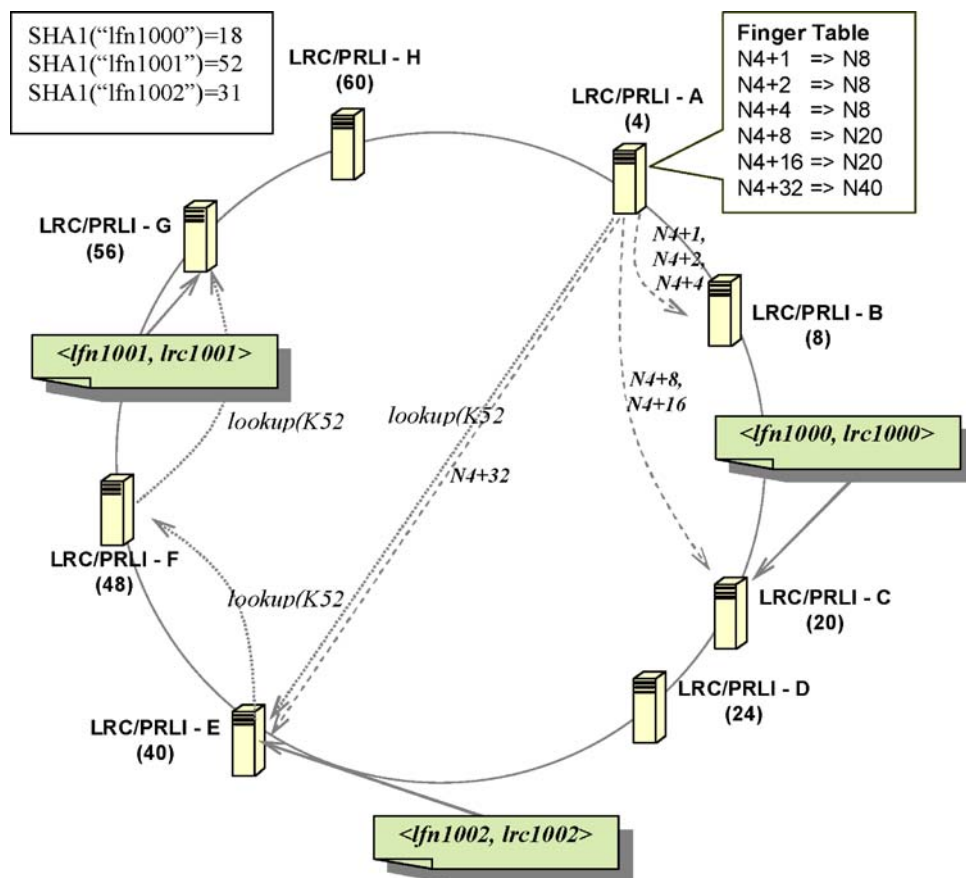 SHA1(“lfn1000”)=18
SHA1(“lfn1001”)=52
SHA1(“lfn1002”)=31
LRC/PRLI - H
(60)
LRC/PRLI - A
(4)
Finger Table
N4+1 => N8
N4+2 => N8
N4+4 => N8
N4+8 => N20
N4+16 => N20
N4+32 => N40
LRC/PRLI - G
(56)
N4+1,
N4+2,
N4+4
LRC/PRLI - B
(8)
<lfn1001, lrc1001>
N4+8,
N4+16
lookup(K52
lookup(K52
<lfn1000, lrc1000>
N4+32
LRC/PRLI - F
(48)
lookup(K52
LRC/PRLI - C
(20)
LRC/PRLI - D
(24)
LRC/PRLI - E
(40)
<lfn1002, lrc1002>